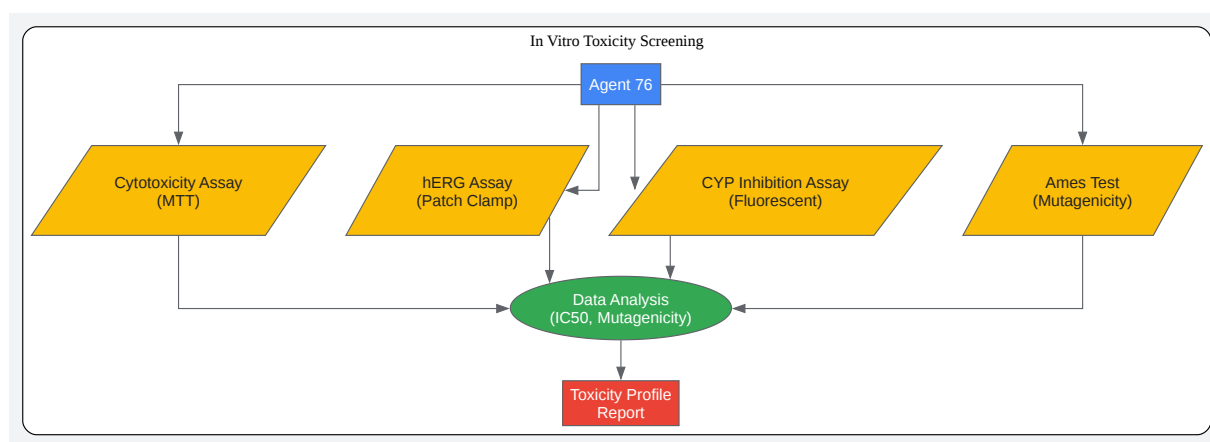 In Vitro Toxicity Screening
Agent 76
Cytotoxicity Assay
(MTT)
hERG Assay
(Patch Clamp)
CYP Inhibition Assay
(Fluorescent)
Ames Test
(Mutagenicity)
Data Analysis
(IC50, Mutagenicity)
Toxicity Profile
Report